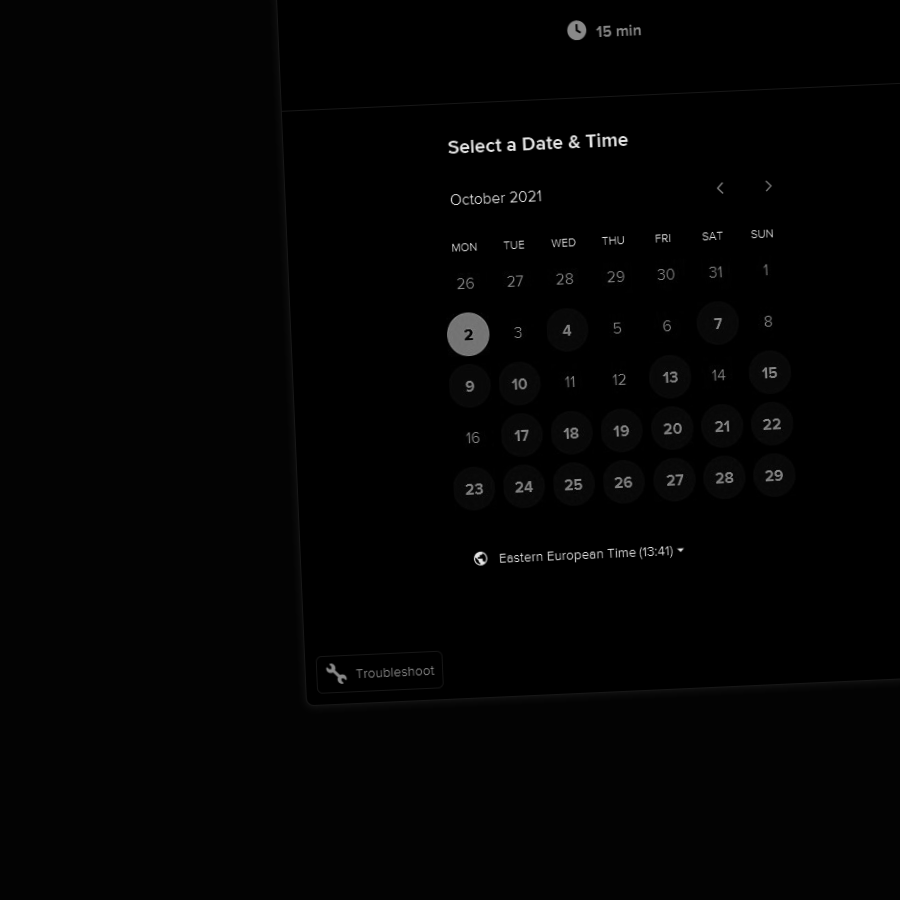 15 min
Select a Date & Time
October 2021
MON TUE WED THU FRI SAT SUN
26 27 28 29 30 31 1
2 3 4 5 6 7 8
9 10 11 12 13 14 15
16 17 18 19 20 21 22
23 24 25 26 27 28 29
Eastern European Time (13:41)
Troubleshoot